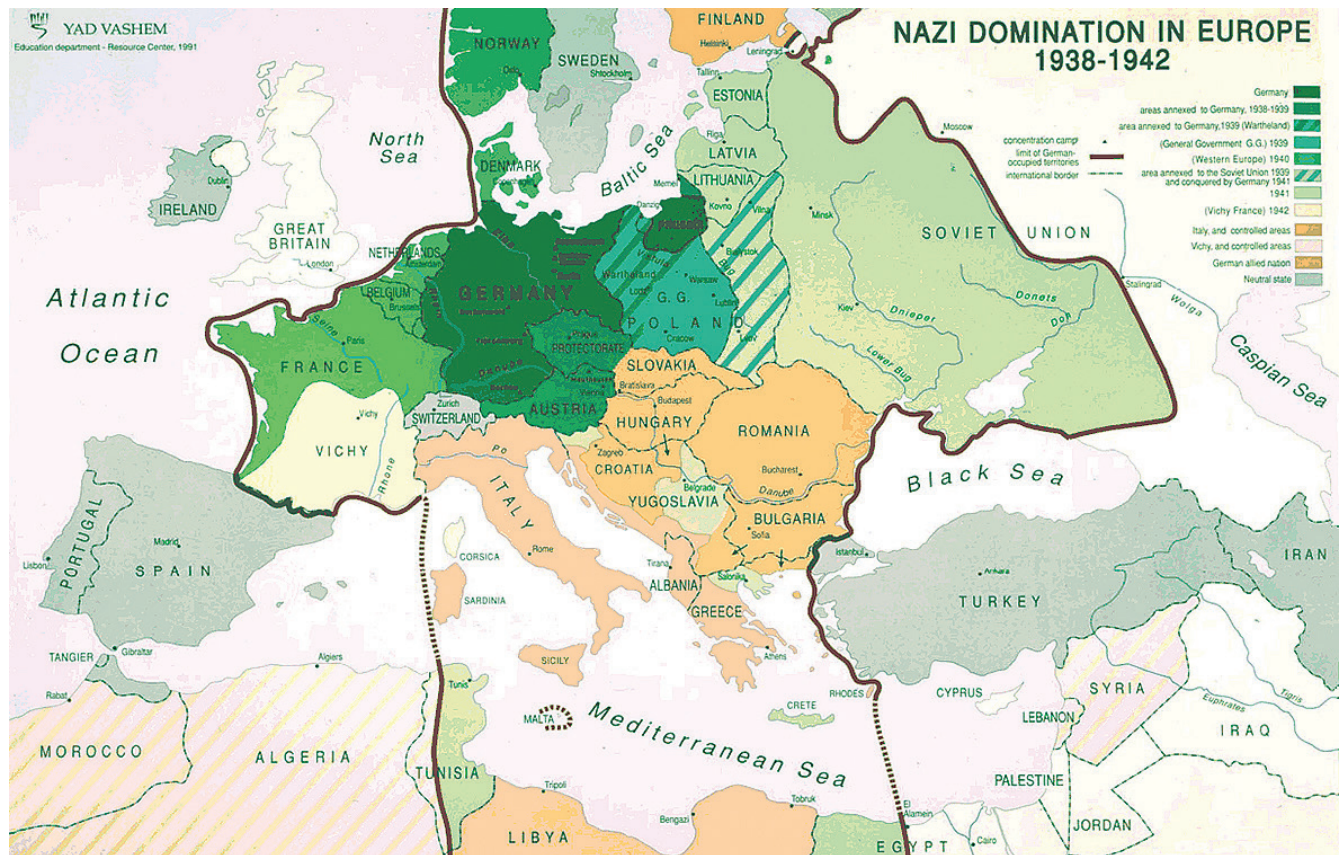 YAD VASHEM
Education department - Resource Center, 1991
NAZI DOMINATION IN EUROPE
1938-1942
Germany
areas annexed to Germany, 1938-1939
area annexed to Germany,1939 (Wartheland)
(General Government G.G.) 1939
(Western Europe) 1940
area annexed to the Soviet Union 1939
and conquered by Germany 1941
1941
(Vichy France) 1942
Italy, and controlled areas
Vichy, and controlled areas
German allied nation
Neutral state
concentration camp
limit of German-
occupied territories
international border
FINLAND
Helsinki
Leningrad
NORWAY
Oslo
SWEDEN
Shtockholm
Tallinn
ESTONIA
North
Sea
Baltic Sea
Riga
LATVIA
Moscow
DENMARK
Copenhagen
LITHUANIA
Memel
Kovno
Vilna
Minsk
Danzig
Dublin
IRELAND
GREAT
BRITAIN
London
SOVIET UNION
NETHERLANDS
Amsterdam
BELGIUM
Brussels
GERMANY
Vistula
Wartheland
Lodz
Warsaw
G.G.
Lublin
POLAND
Cracow
Bialystok
Bug
Lvov
Kiev
Dnieper
Donets
Don
Lower Bug
Stalingrad
Wolga
Caspian Sea
Atlantic
Ocean
Seine
Paris
FRANCE
Prague
PROTECTORATE
Danube
Vienna
AUSTRIA
SLOVAKIA
Bratislava
Budapest
HUNGARY
ROMANIA
Bucharest
Danube
Zurich
SWITZERLAND
Vichy
VICHY
Rhone
Po
ITALY
Zagreb
CROATIA
Belgrade
YUGOSLAVIA
BULGARIA
Sofia
Black Sea
PORTUGAL
Lisbon
Madrid
SPAIN
CORSICA
Rome
SARDINIA
Tirana
ALBANIA
Salonika
GREECE
Athens
Istanbul
Ankara
TURKEY
IRAN
TANGIER
Gibraltar
Rabat
Algiers
Tunis
SICILY
MALTA
Mediterranean Sea
CRETE
RHODES
CYPRUS
LEBANON
SYRIA
Euphrates
Tigris
IRAQ
MOROCCO
ALGERIA
TUNISIA
Tripoli
LIBYA
Bengazi
Tobruk
El
Alamein
Cairo
EGYPT
PALESTINE
JORDAN